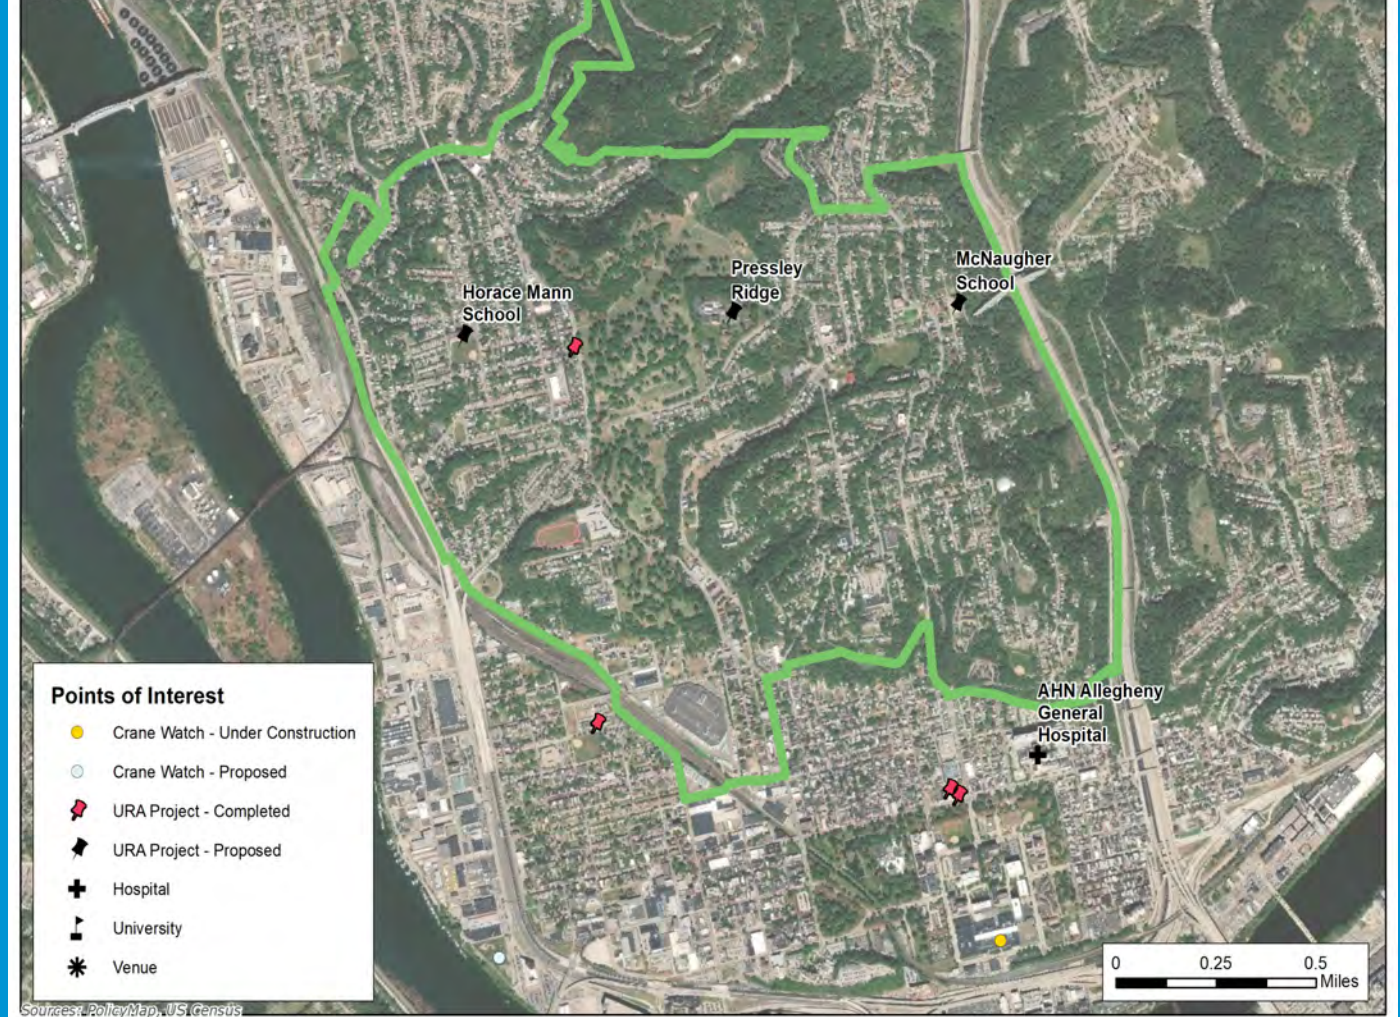 Pressley
Ridge
McNaugher
School
Horace Mann
School
AHN Allegheny
General
Hospital
Points of Interest
Crane Watch - Under Construction
Crane Watch - Proposed
URA Project - Completed
URA Project - Proposed
Hospital
University
Venue
0 0.25 0.5
Miles
Sources: PolicyMap, US Census